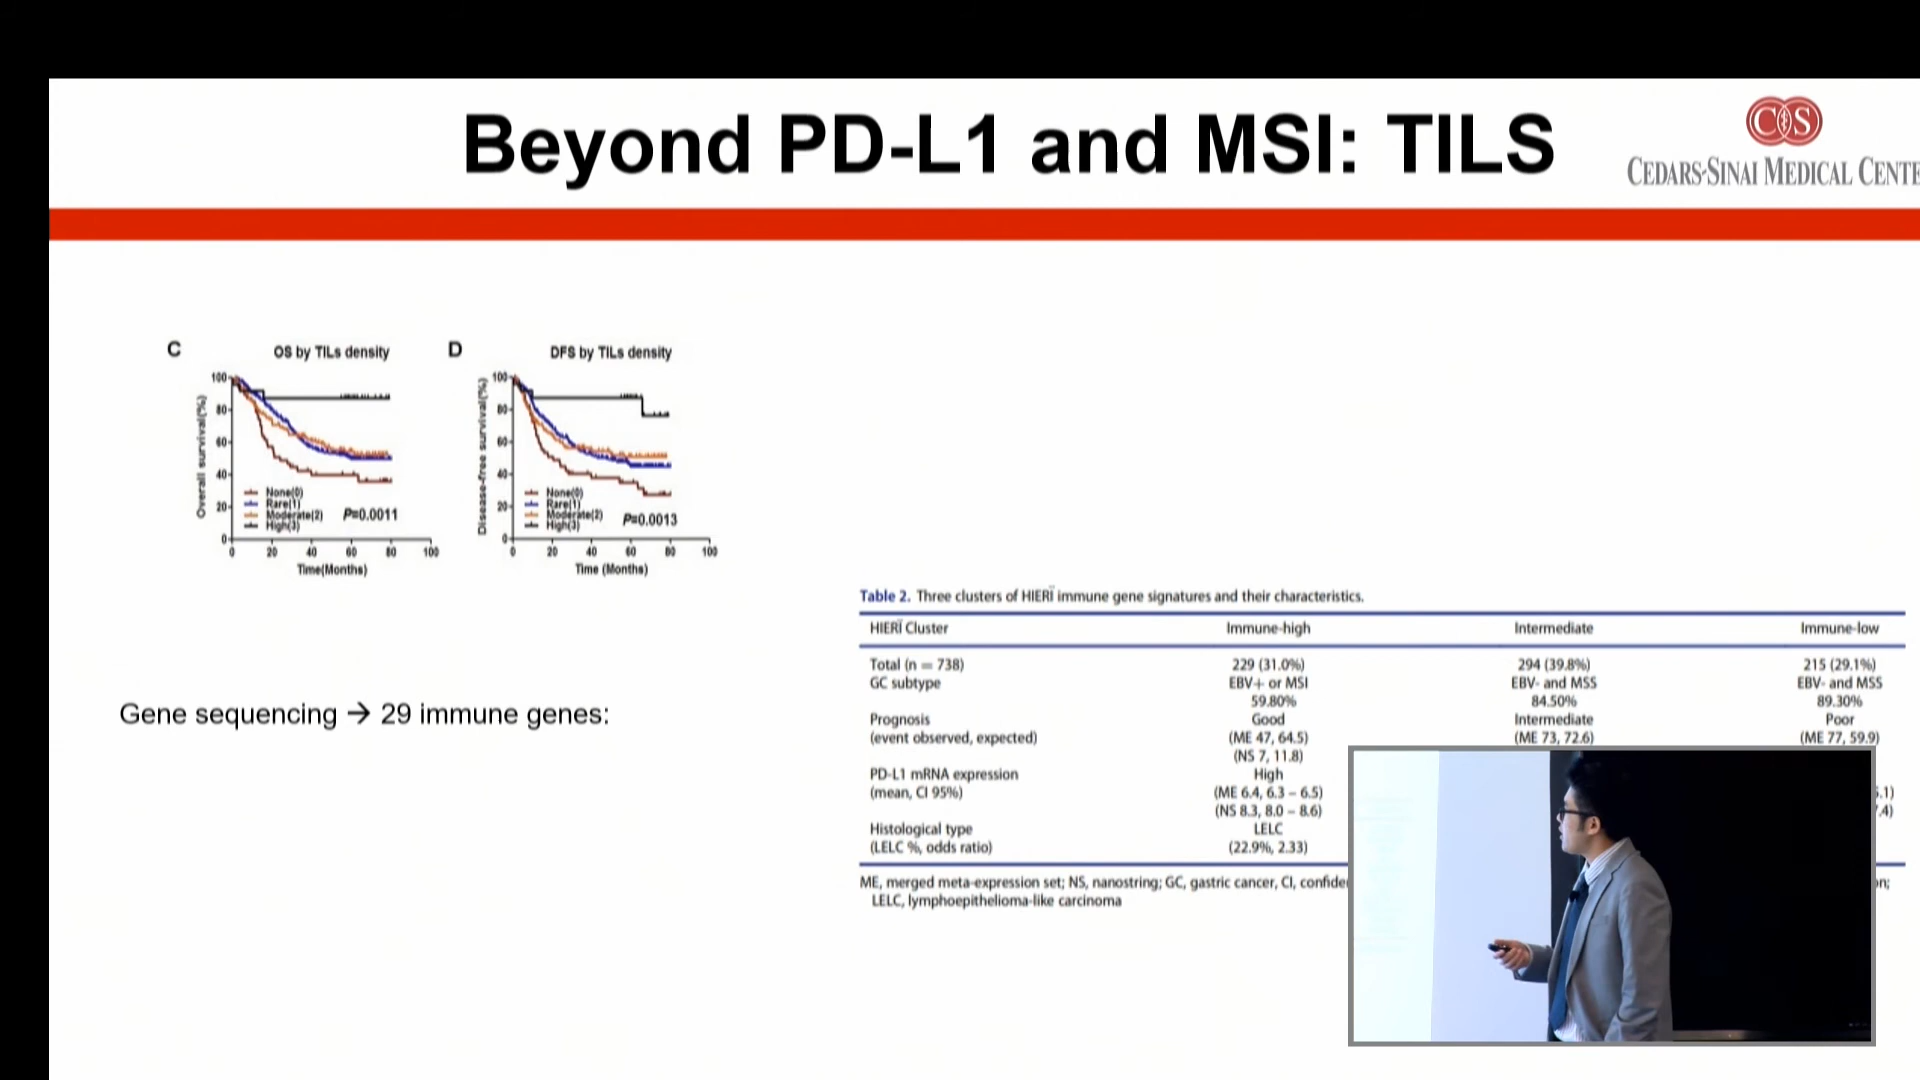 Beyond PD-L1 and MSI: TILS
CS
CEDARS-SINAI MEDICAL CENTE
C
OS by TILs density
Overall survival(%)
100
80
60
40
20
0
None(0)
Rare(1)
Moderate(2)
High(3)
P=0.0011
0 20 40 60 80 100
Time(Months)
D
DFS by TILs density
Disease-free survival(%)
100
80
60
40
20
0
None(0)
Rare(1)
Moderate(2)
High(3)
P=0.0013
0 20 40 60 80 100
Time (Months)
Gene sequencing → 29 immune genes:
Table 2. Three clusters of HIERĪ immune gene signatures and their characteristics.
HIERĪ Cluster Immune-high Intermediate Immune-low
Total (n = 738) 229 (31.0%) 294 (39.8%) 215 (29.1%)
GC subtype EBV+ or MSI EBV- and MSS EBV- and MSS
59.80% 84.50% 89.30%
Prognosis Good Intermediate Poor
(event observed, expected) (ME 47, 64.5) (ME 73, 72.6) (ME 77, 59.9)
(NS 7, 11.8)
PD-L1 mRNA expression High
(mean, CI 95%) (ME 6.4, 6.3 – 6.5) .1)
(NS 8.3, 8.0 – 8.6) .4)
Histological type LELC
(LELC %, odds ratio) (22.9%, 2.33)
ME, merged meta-expression set; NS, nanostring; GC, gastric cancer, CI, confide on;
LELC, lymphoepithelioma-like carcinoma